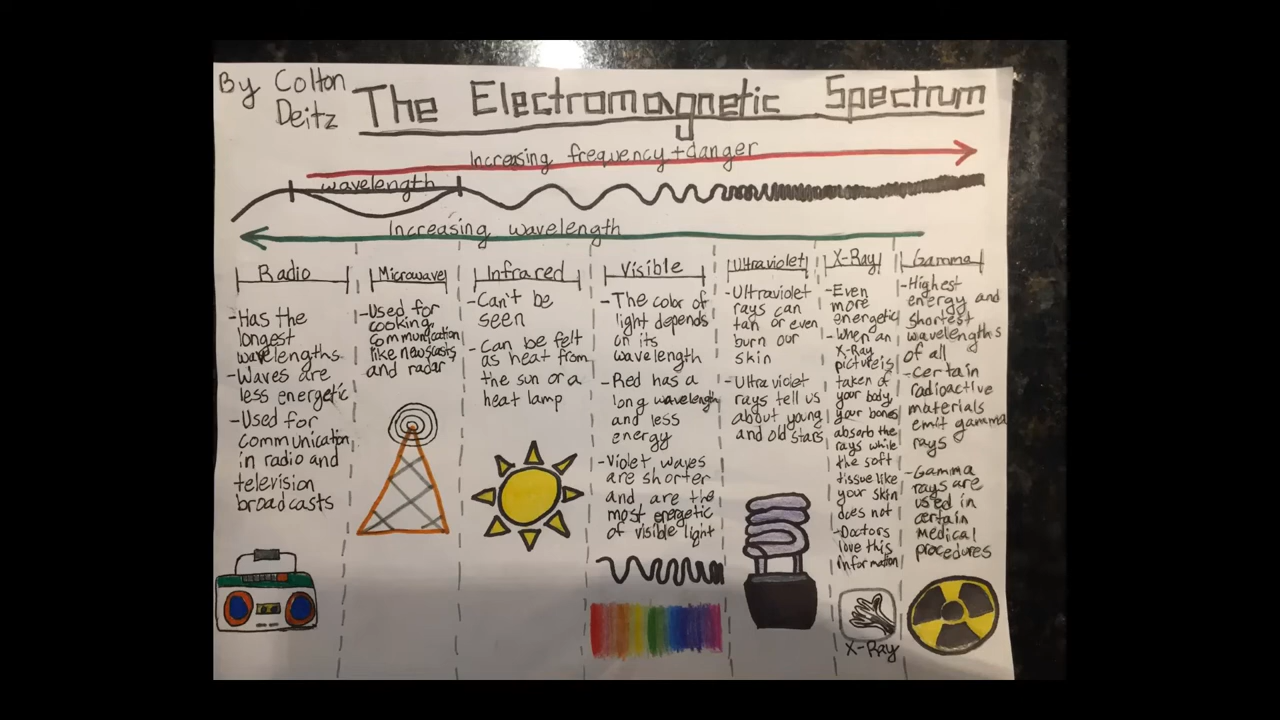 By Colton
Deitz
The Electromagnetic Spectrum
Increasing frequency + danger
wavelength
Increasing wavelength
Radio
-Has the
longest
wavelengths
-Waves are
less energetic
-Used for
communication
in radio and
television
broadcasts
Microwave
-Used for
cooking,
communication
like newscasts,
and radar
Infrared
-Can't be
seen
-Can be felt
as heat from
the sun or a
heat lamp
Visible
-The color of
light depends
on its
wavelength
-Red has a
long wavelength
and less
energy
-Violet waves
are shorter
and are the
most energetic
of visible light
Ultraviolet
-Ultraviolet
rays can
tan or even
burn our
skin
-Ultraviolet
rays tell us
about young
and old stars
X-Ray
-Even
more
energetic
-When an
X-Ray
picture is
taken of
your body,
your bones
absorb the
rays while
the soft
tissue like
your skin
does not
-Doctors
love this
information
X-Ray
Gamma
-Highest
energy and
shortest
wavelengths
of all
-Certain
radioactive
materials
emit gamma
rays
-Gamma
rays are
used in
certain
medical
procedures